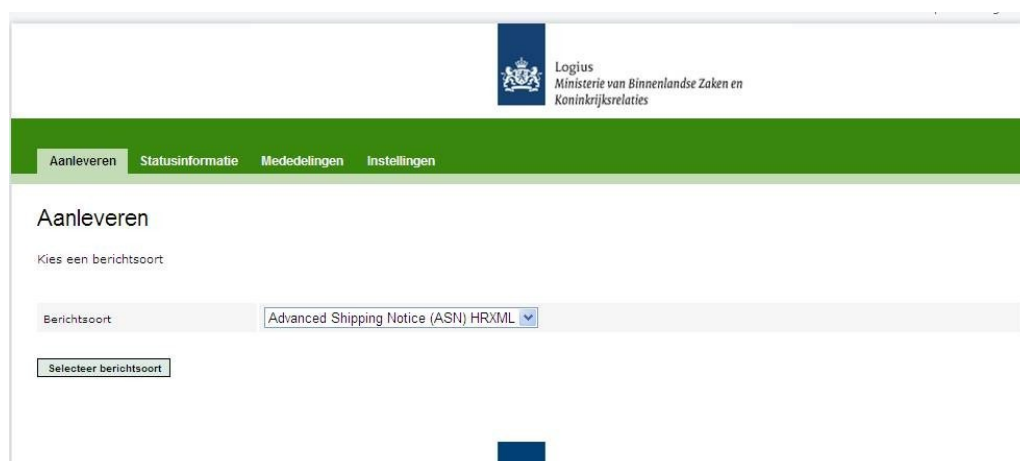 Logius
Ministerie van Binnenlandse Zaken en
Koninkrijksrelaties
Aanleveren Statusinformatie Mededelingen Instellingen
Aanleveren
Kies een berichtsoort
Berichtsoort Advanced Shipping Notice (ASN) HRXML
Selecteer berichtsoort